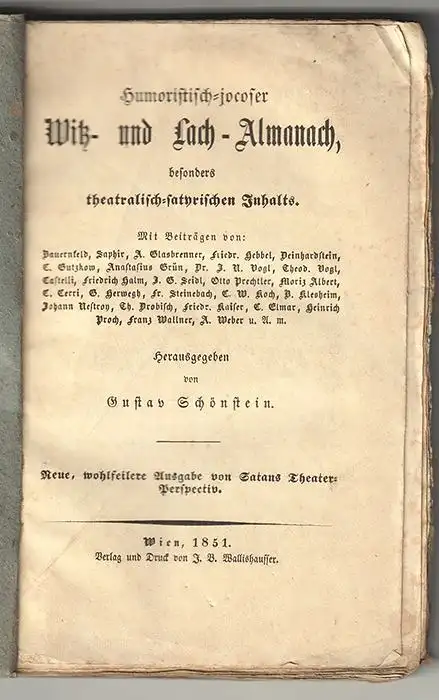 Humoristisch-jocoser
Witz- und Lach-Almanach,
besonders
theatralisch-satyrischen Inhalts.
Mit Beiträgen von:
Bauernfeld, Saphir, A. Glasbrenner, Friedr. Hebbel, Deinhardstein,
C. Gutzkow, Anastasius Grün, Dr. J. N. Vogl, Theod. Vogl,
Castelli, Friedrich Halm, J. G. Seidl, Otto Prechtler, Moriz Albert,
C. Cerri, G. Herwegh, Fr. Steinebach, C. W. Koch, B. Klesheim,
Johann Nestroy, Th. Drobisch, Friedr. Kaiser, C. Elmar, Heinrich
Proch, Franz Wallner, A. Weber u. A. m.
Herausgegeben
von
Gustav Schönstein.
Neue, wohlfeilere Ausgabe von Satans Theater-
Perspectiv.
Wien, 1851.
Verlag und Druck von J. B. Wallishausser.